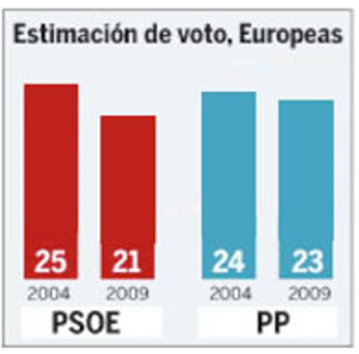 Estimación de voto, Europeas
25 21 24 23
2004 2009 2004 2009
PSOE PP